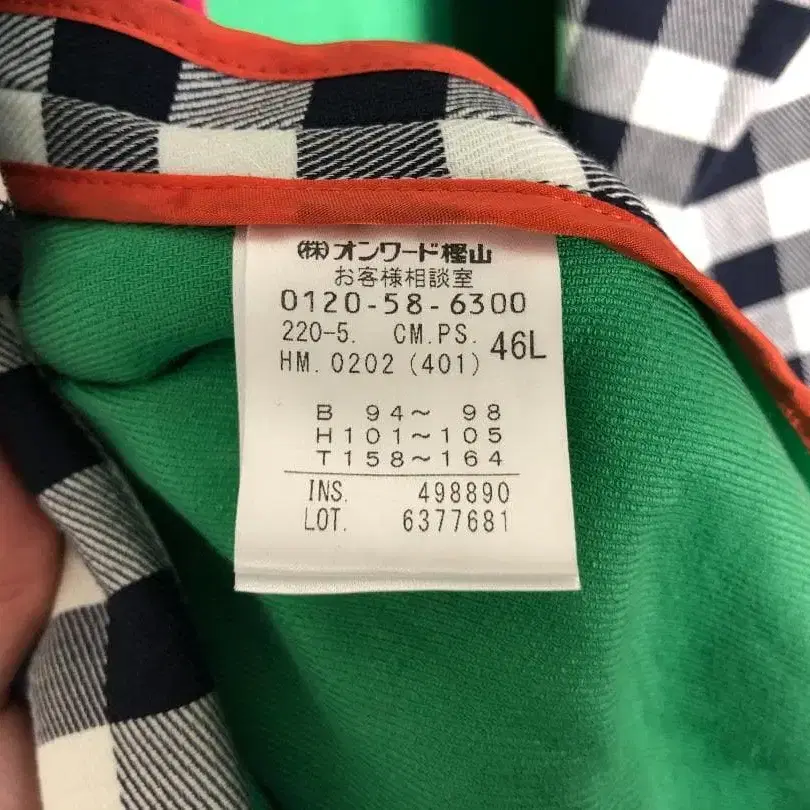 ㈱オンワード樫山
お客様相談室
0120-58-6300
220-5. CM.PS. 46L
HM.0202(401)
B 94～ 98
H101～105
T158～164
INS. 498890
LOT. 6377681